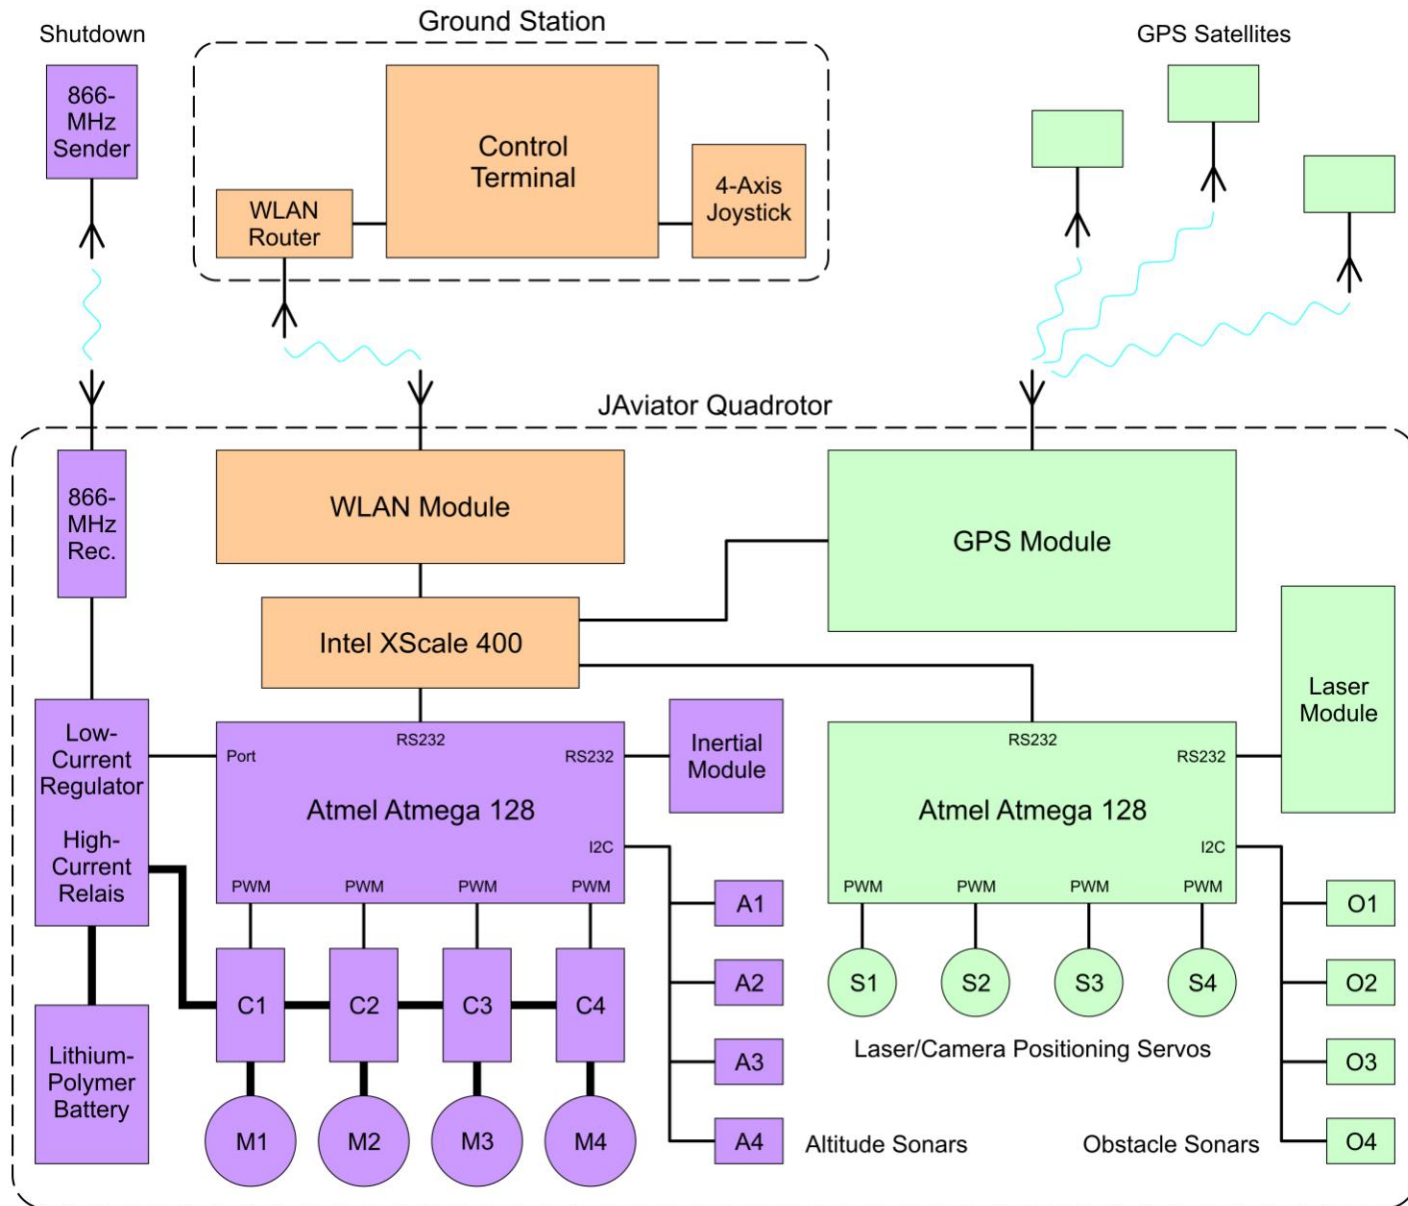 Ground Station
Shutdown
GPS Satellites
866-
MHz
Sender
Control
Terminal
4-Axis
Joystick
WLAN
Router
JAviator Quadrotor
866-
MHz
Rec.
WLAN Module
GPS Module
Intel XScale 400
Laser
Module
Low-
Current
Regulator
High-
Current
Relais
Port
RS232
RS232
Atmel Atmega 128
I2C
PWM
PWM
PWM
PWM
Inertial
Module
RS232
RS232
Atmel Atmega 128
I2C
PWM
PWM
PWM
PWM
A1
A2
A3
A4
Altitude Sonars
O1
O2
O3
O4
Obstacle Sonars
S1
S2
S3
S4
Laser/Camera Positioning Servos
C1
C2
C3
C4
Lithium-
Polymer
Battery
M1
M2
M3
M4